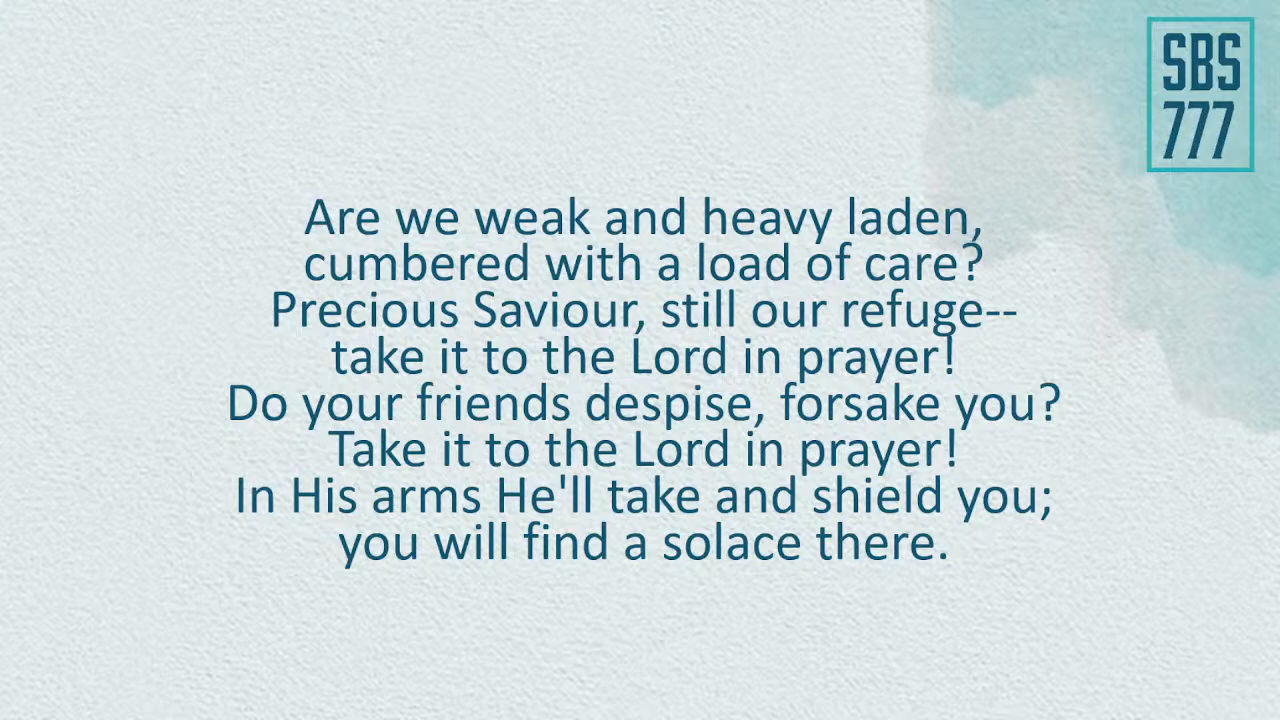 SBS
777
Are we weak and heavy laden,
cumbered with a load of care?
Precious Saviour, still our refuge--
take it to the Lord in prayer!
Do your friends despise, forsake you?
Take it to the Lord in prayer!
In His arms He'll take and shield you;
you will find a solace there.